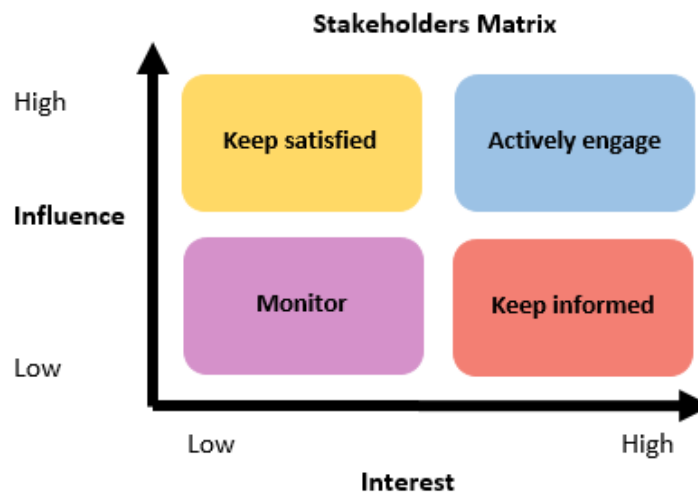 Stakeholders Matrix
High
Keep satisfied
Actively engage
Influence
Monitor
Keep informed
Low
Low
High
Interest